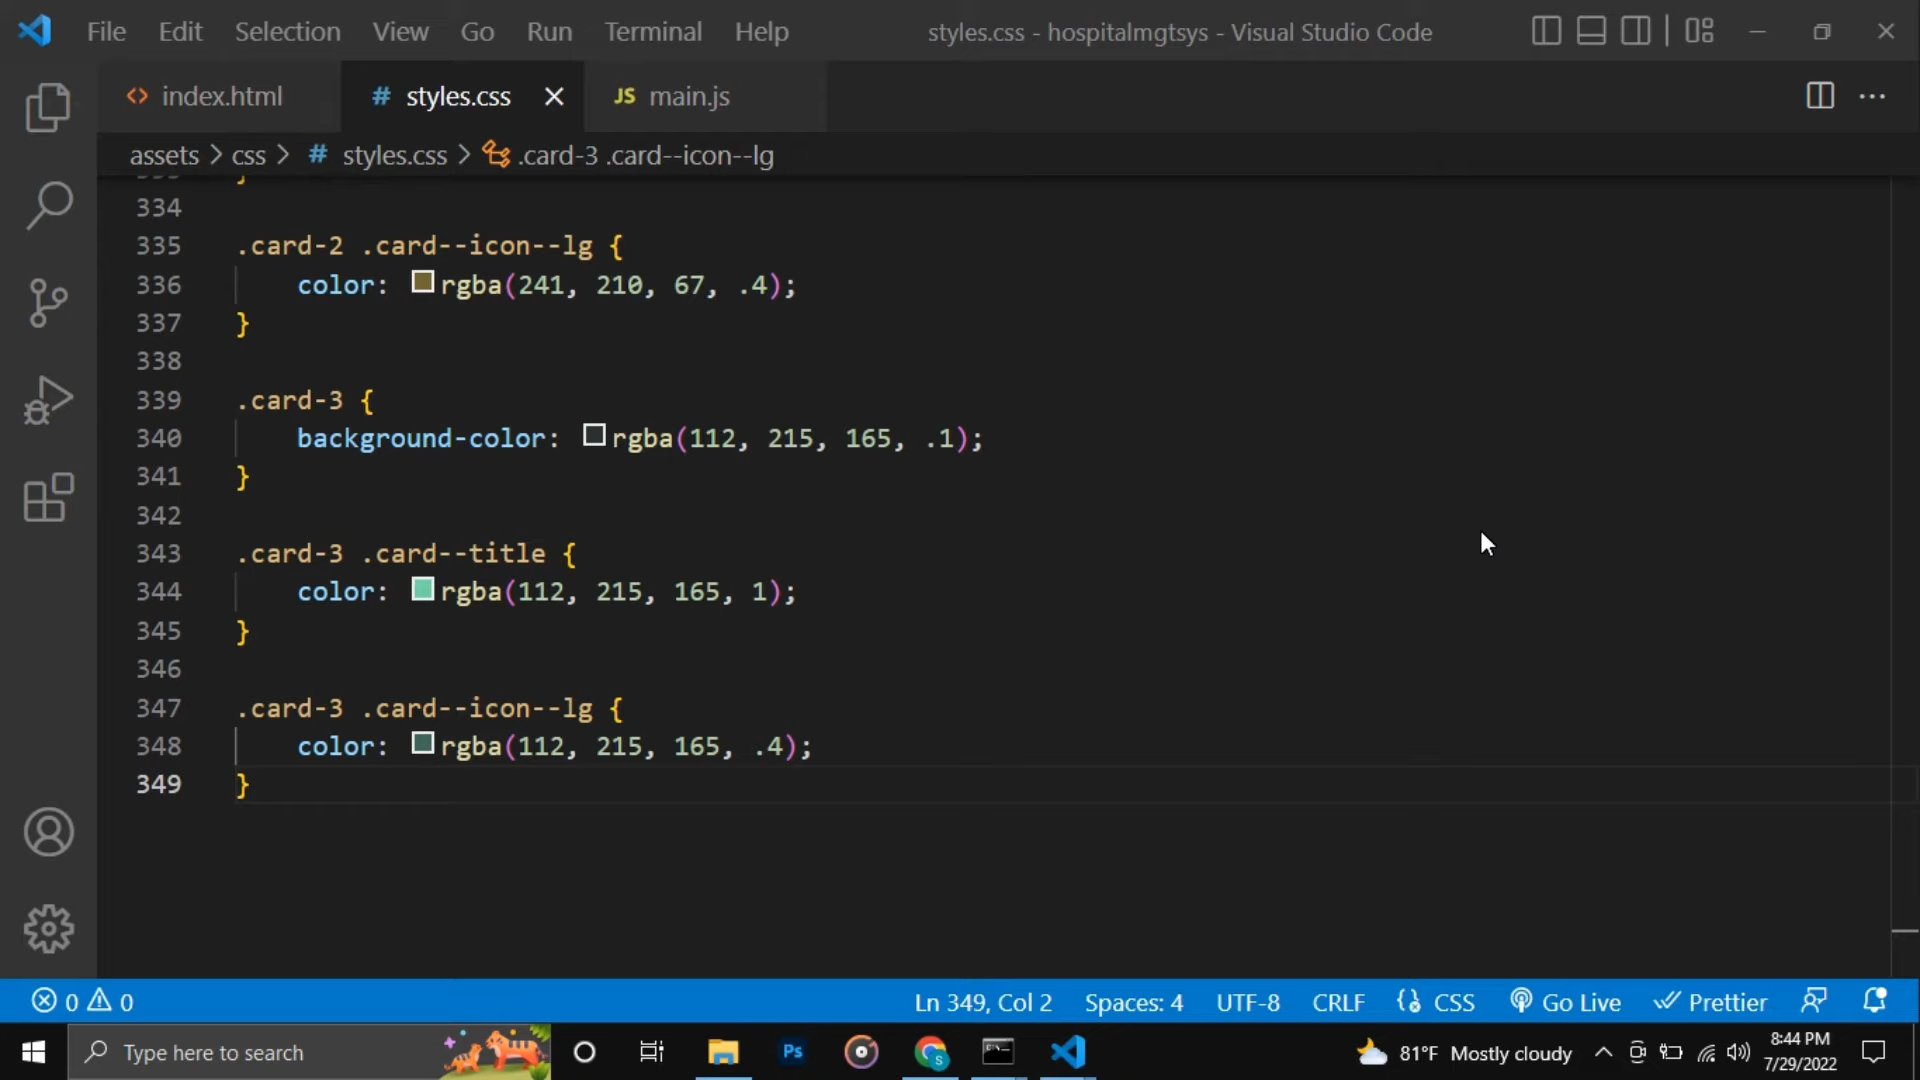 File Edit Selection View Go Run Terminal Help styles.css - hospitalmgtsys - Visual Studio Code
<> index.html # styles.css JS main.js
assets > css > # styles.css > .card-3 .card--icon--lg
}
334
335 .card-2 .card--icon--lg {
336 color: rgba(241, 210, 67, .4);
337 }
338
339 .card-3 {
340 background-color: rgba(112, 215, 165, .1);
341 }
342
343 .card-3 .card--title {
344 color: rgba(112, 215, 165, 1);
345 }
346
347 .card-3 .card--icon--lg {
348 color: rgba(112, 215, 165, .4);
349 }
0 0 Ln 349, Col 2 Spaces: 4 UTF-8 CRLF CSS Go Live Prettier
Type here to search Ps 81°F Mostly cloudy 8:44 PM
7/29/2022